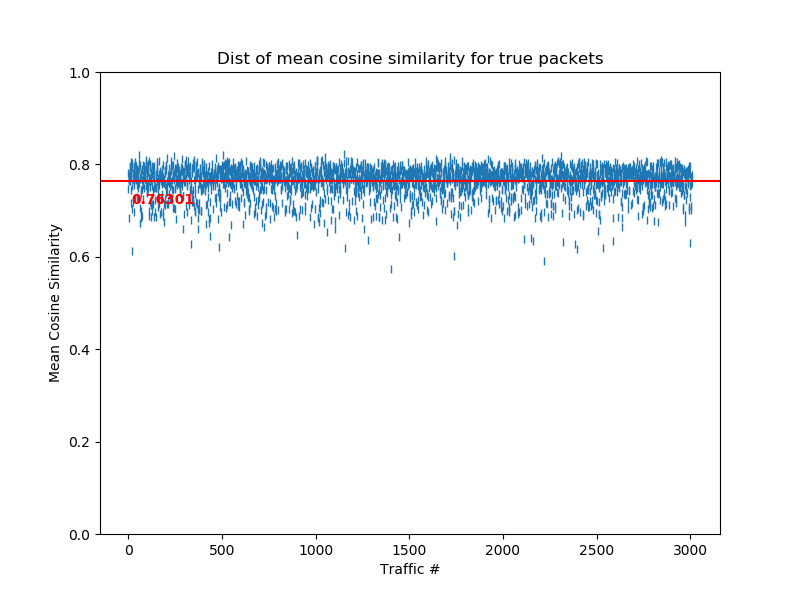 Dist of mean cosine similarity for true packets
1.0
0.8
0.76301
0.6
0.4
0.2
0.0
Mean Cosine Similarity
0 500 1000 1500 2000 2500 3000
Traffic #